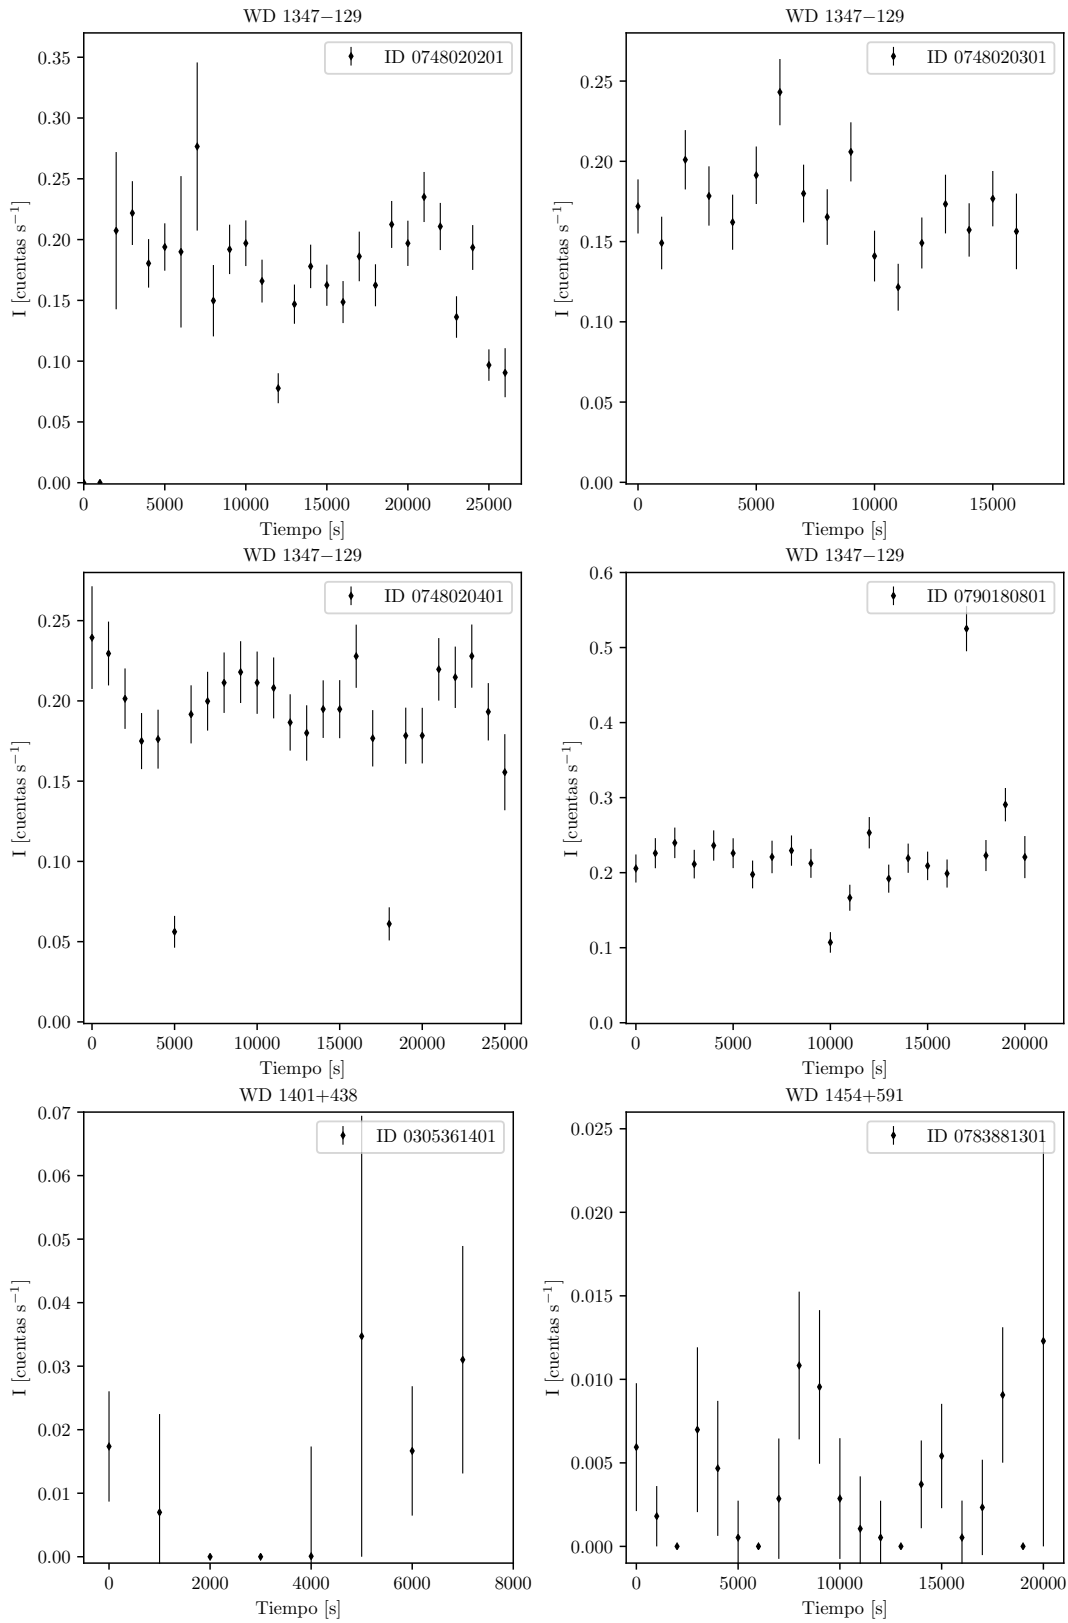 WD 1347−129
ID 0748020201
I [cuentas s⁻¹]
0.35
0.30
0.25
0.20
0.15
0.10
0.05
0.00
0 5000 10000 15000 20000 25000
Tiempo [s]
WD 1347−129
ID 0748020301
I [cuentas s⁻¹]
0.25
0.20
0.15
0.10
0.05
0.00
0 5000 10000 15000
Tiempo [s]
WD 1347−129
ID 0748020401
I [cuentas s⁻¹]
0.25
0.20
0.15
0.10
0.05
0.00
0 5000 10000 15000 20000 25000
Tiempo [s]
WD 1347−129
ID 0790180801
I [cuentas s⁻¹]
0.6
0.5
0.4
0.3
0.2
0.1
0.0
0 5000 10000 15000 20000
Tiempo [s]
WD 1401+438
ID 0305361401
I [cuentas s⁻¹]
0.07
0.06
0.05
0.04
0.03
0.02
0.01
0.00
0 2000 4000 6000 8000
Tiempo [s]
WD 1454+591
ID 0783881301
I [cuentas s⁻¹]
0.025
0.020
0.015
0.010
0.005
0.000
0 5000 10000 15000 20000
Tiempo [s]